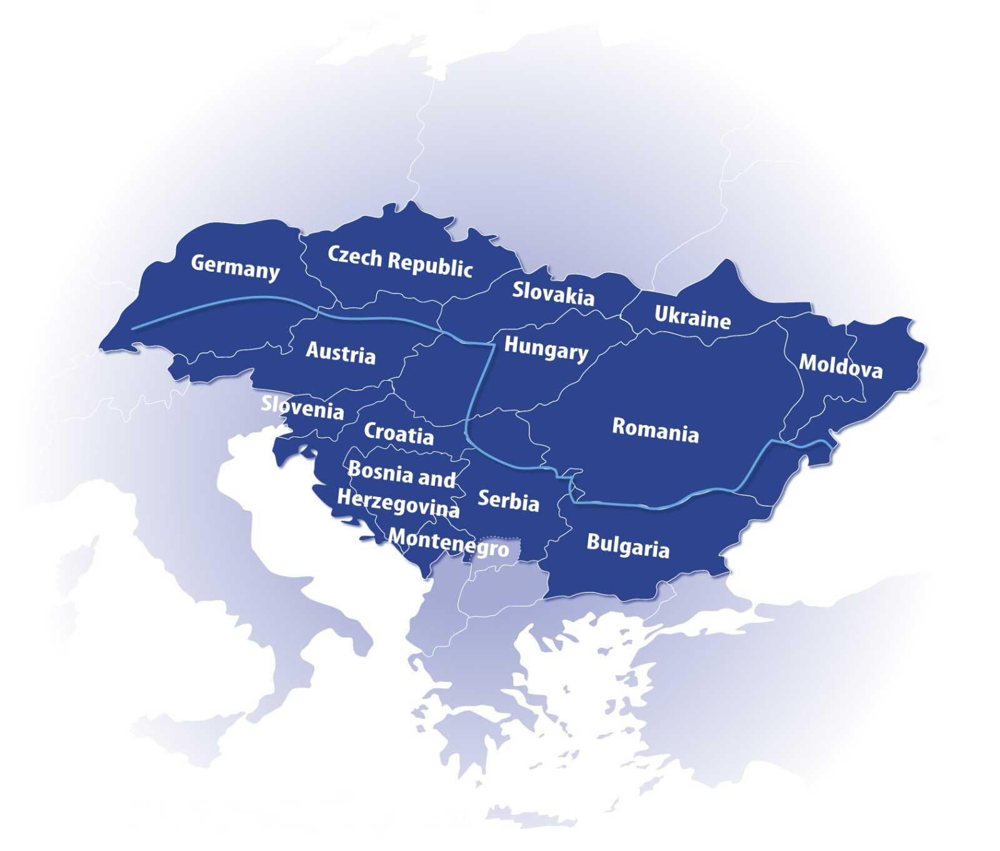 Germany
Czech Republic
Slovakia
Ukraine
Austria
Hungary
Moldova
Slovenia
Croatia
Romania
Bosnia and
Herzegovina
Serbia
Montenegro
Bulgaria